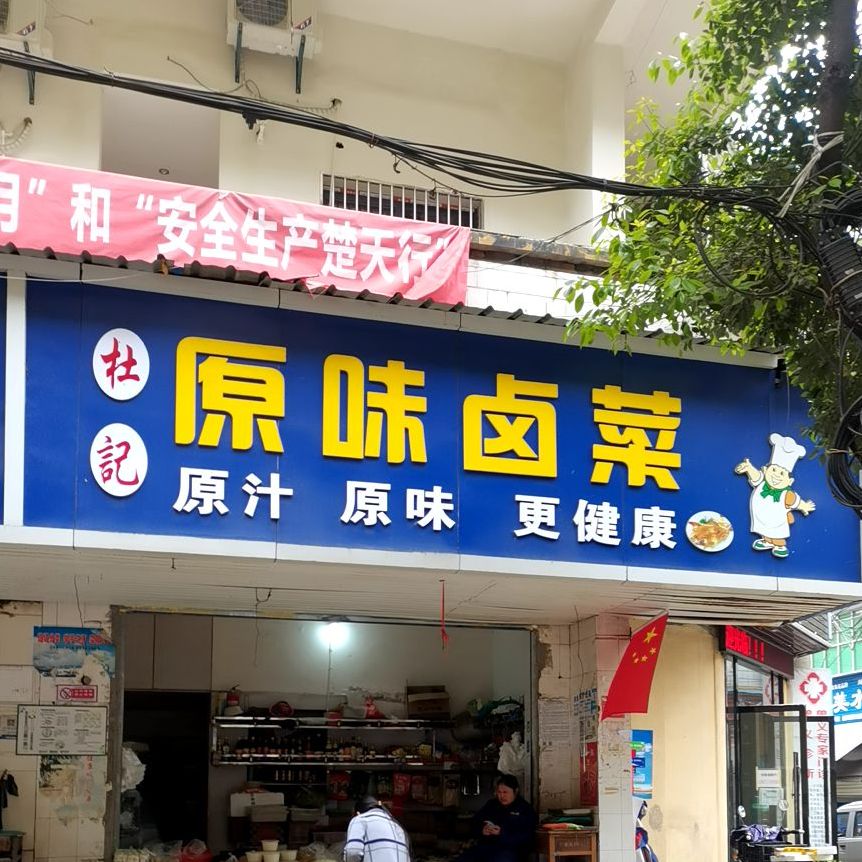 月”和“安全生产楚天行”
杜記
原味卤菜
原汁 原味 更健康